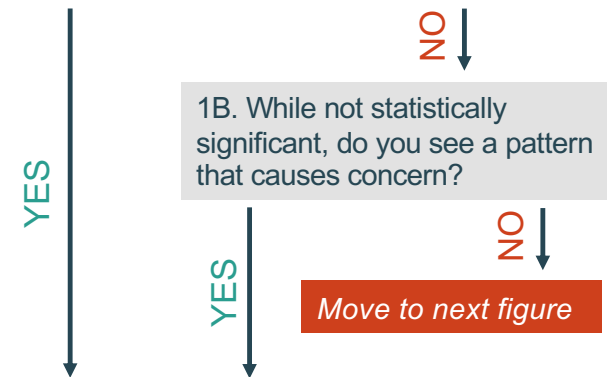 NO
1B. While not statistically
significant, do you see a pattern
that causes concern?
YES
NO
YES
Move to next figure